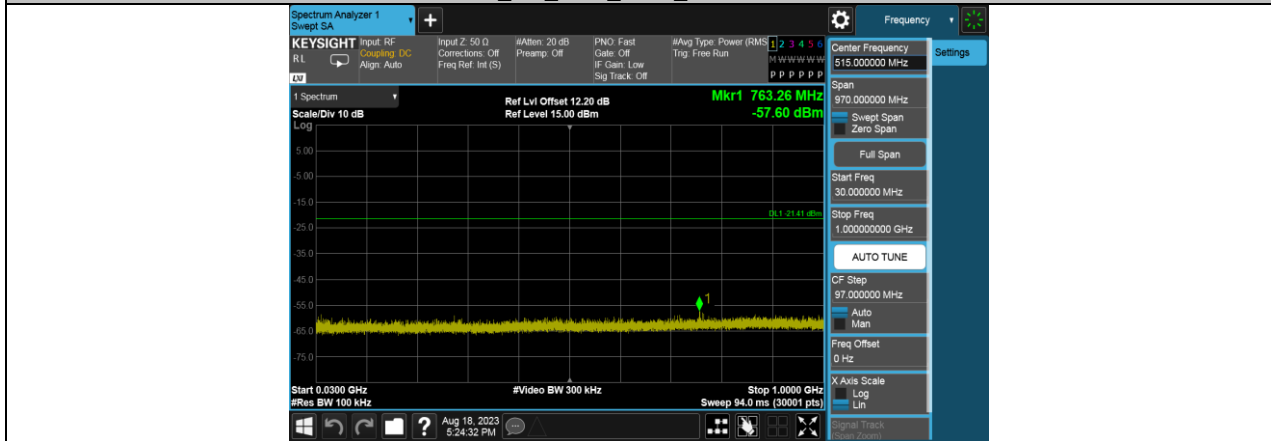 Spectrum Analyzer 1
Swept SA
+
Frequency
KEYSIGHT
RL
LXI
Input: RF
Coupling: DC
Align: Auto
Input Z: 50 Ω
Corrections: Off
Freq Ref: Int (S)
#Atten: 20 dB
Preamp: Off
PNO: Fast
Gate: Off
IF Gain: Low
Sig Track: Off
#Avg Type: Power (RMS
Trig: Free Run
1 2 3 4 5 6
M W W W W W
P P P P P P
1 Spectrum
Scale/Div 10 dB
Ref Lvl Offset 12.20 dB
Ref Level 15.00 dBm
Mkr1 763.26 MHz
-57.60 dBm
Log
5.00
-5.00
-15.0
DL1 -21.41 dBm
-25.0
-35.0
-45.0
1
-55.0
-65.0
-75.0
Start 0.0300 GHz
#Video BW 300 kHz
Stop 1.0000 GHz
#Res BW 100 kHz
Sweep 94.0 ms (30001 pts)
?
Aug 18, 2023
5:24:32 PM
Center Frequency
515.000000 MHz
Settings
Span
970.000000 MHz
Swept Span
Zero Span
Full Span
Start Freq
30.000000 MHz
Stop Freq
1.000000000 GHz
AUTO TUNE
CF Step
97.000000 MHz
Auto
Man
Freq Offset
0 Hz
X Axis Scale
Log
Lin
Signal Track
(Span Zoom)